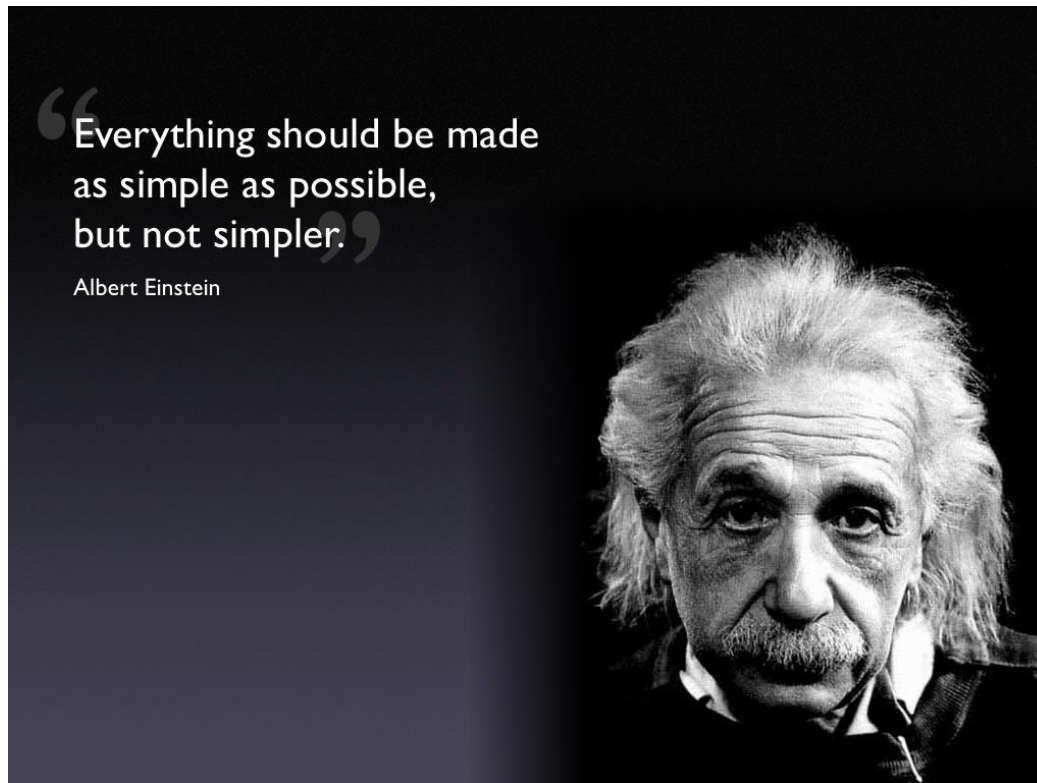 “Everything should be made
as simple as possible,
but not simpler.”
Albert Einstein